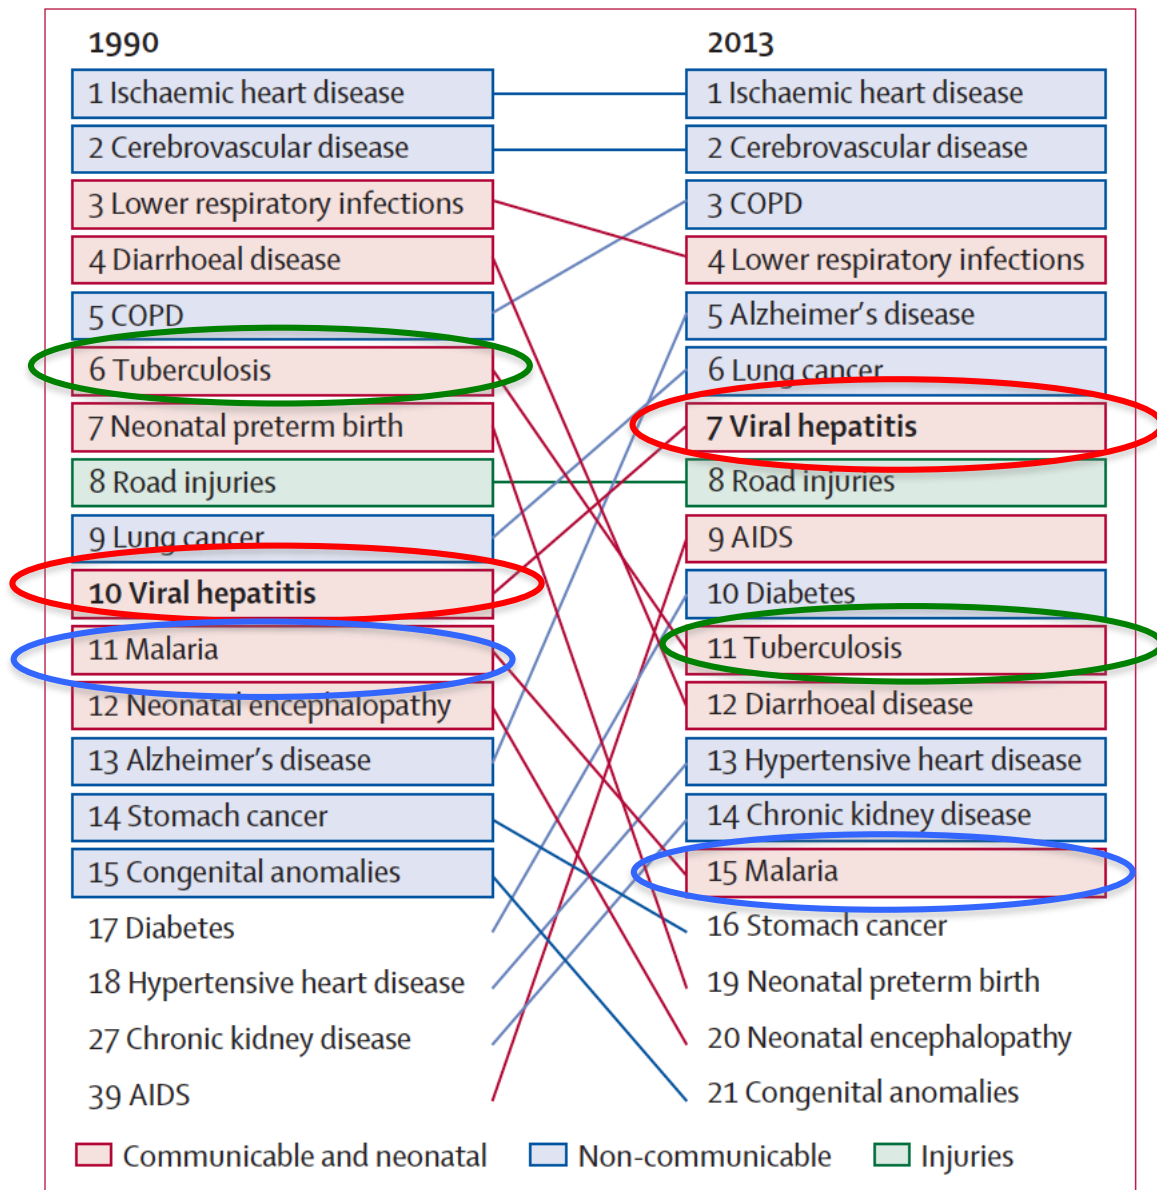 1990
1 Ischaemic heart disease
2 Cerebrovascular disease
3 Lower respiratory infections
4 Diarrhoeal disease
5 COPD
6 Tuberculosis
7 Neonatal preterm birth
8 Road injuries
9 Lung cancer
10 Viral hepatitis
11 Malaria
12 Neonatal encephalopathy
13 Alzheimer's disease
14 Stomach cancer
15 Congenital anomalies
17 Diabetes
18 Hypertensive heart disease
27 Chronic kidney disease
39 AIDS
2013
1 Ischaemic heart disease
2 Cerebrovascular disease
3 COPD
4 Lower respiratory infections
5 Alzheimer's disease
6 Lung cancer
7 Viral hepatitis
8 Road injuries
9 AIDS
10 Diabetes
11 Tuberculosis
12 Diarrhoeal disease
13 Hypertensive heart disease
14 Chronic kidney disease
15 Malaria
16 Stomach cancer
19 Neonatal preterm birth
20 Neonatal encephalopathy
21 Congenital anomalies
Communicable and neonatal
Non-communicable
Injuries